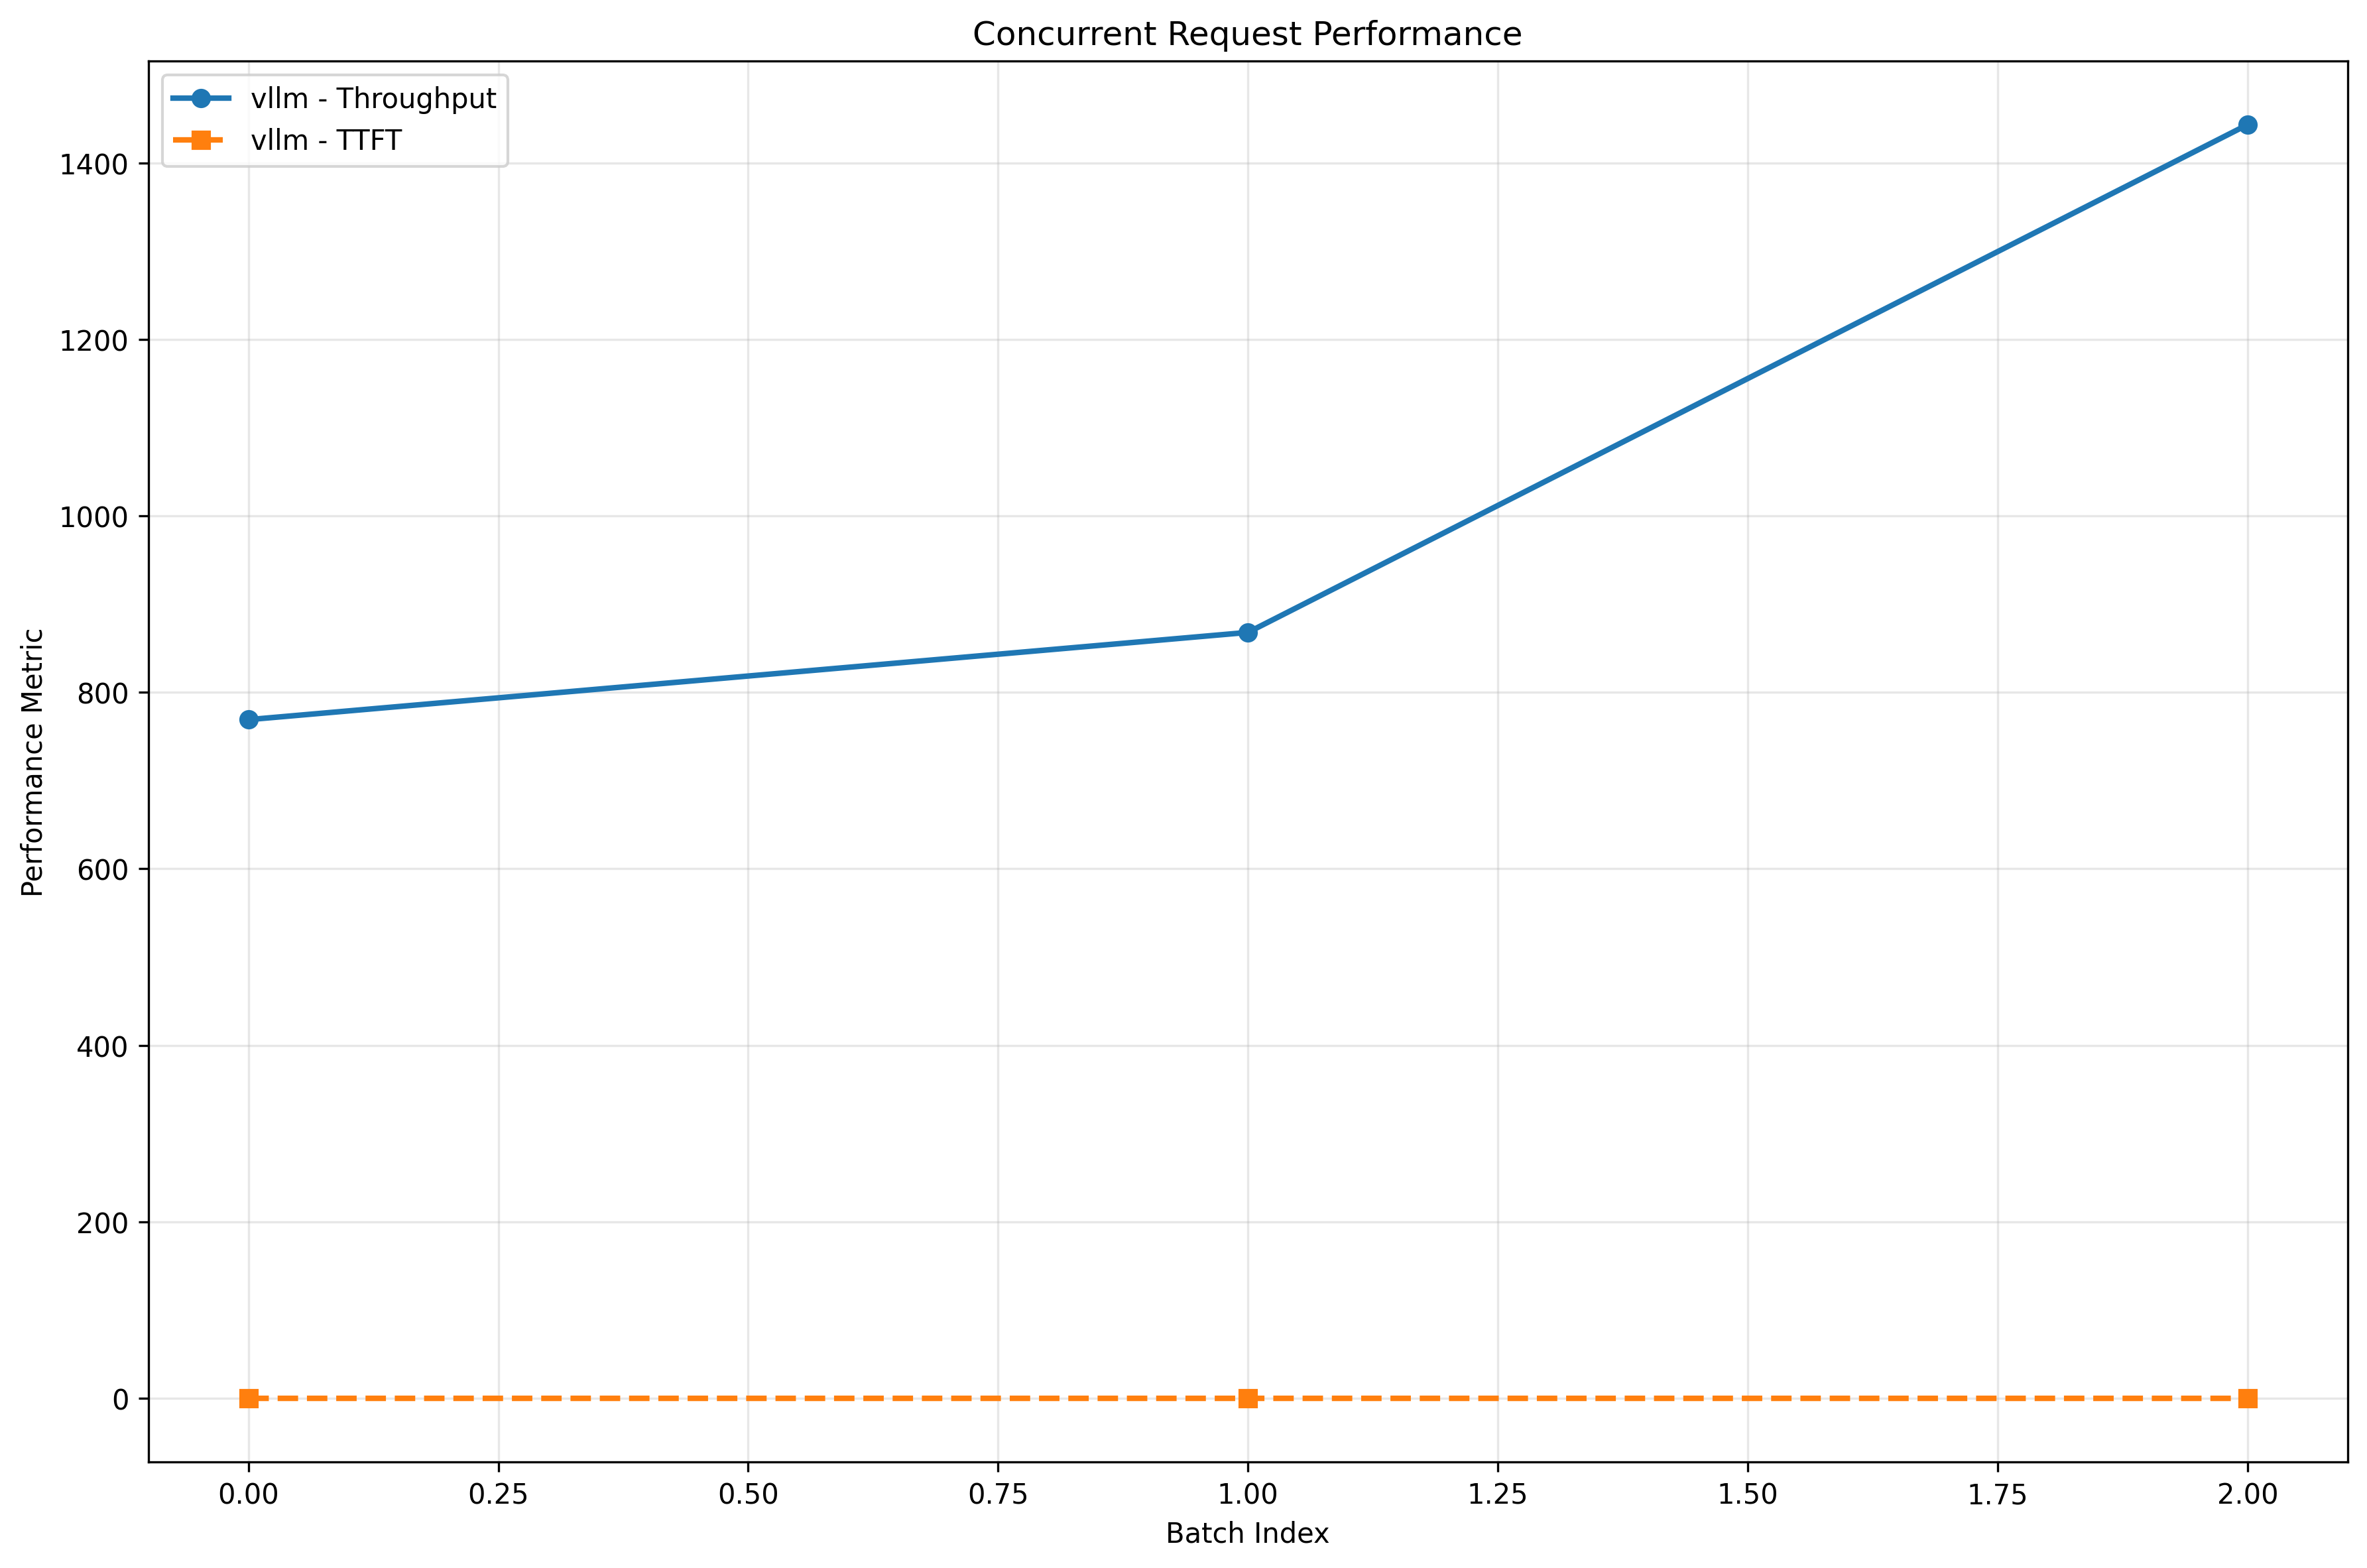 Concurrent Request Performance
vllm - Throughput
vllm - TTFT
1400
1200
1000
800
600
400
200
0
Performance Metric
0.00 0.25 0.50 0.75 1.00 1.25 1.50 1.75 2.00
Batch Index